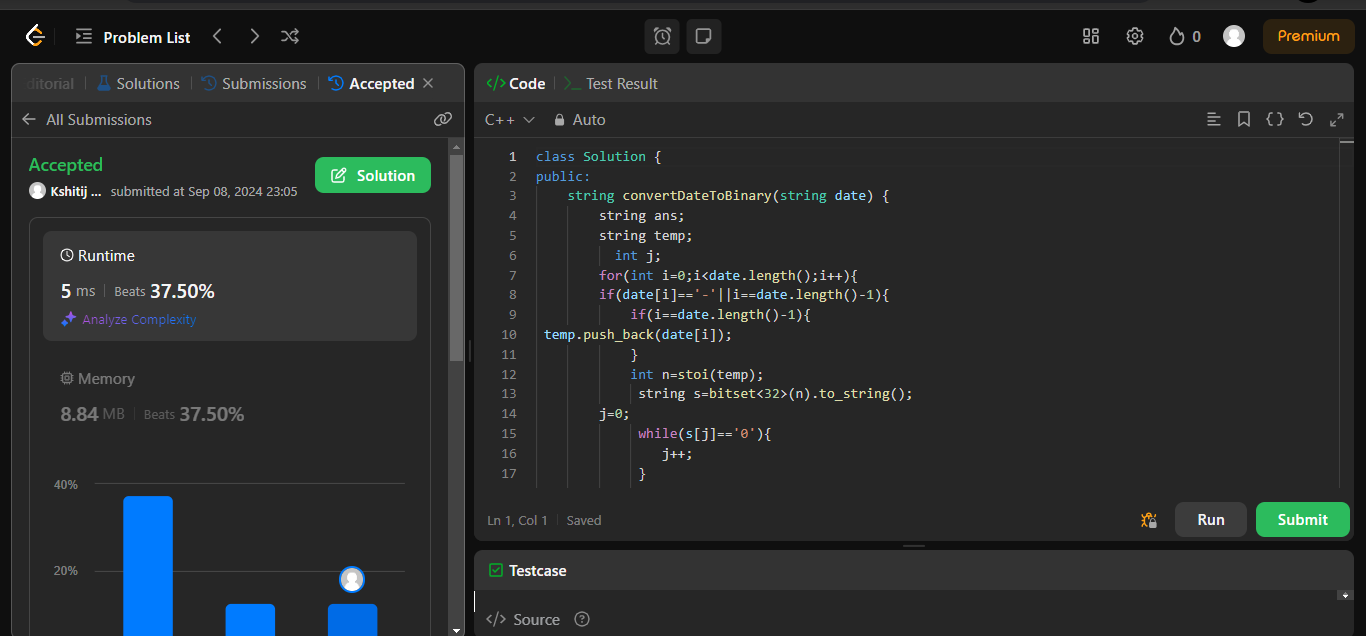 Problem List
0
Premium
Solutions
Submissions
Accepted
All Submissions
Accepted
Kshitij ... submitted at Sep 08, 2024 23:05
Solution
Runtime
5 ms Beats 37.50%
Analyze Complexity
Memory
8.84 MB Beats 37.50%
40%
20%
</> Code
>_ Test Result
C++
Auto
{}
1 class Solution {
2 public:
3 string convertDateToBinary(string date) {
4 string ans;
5 string temp;
6 int j;
7 for(int i=0;i<date.length();i++){
8 if(date[i]=='-'||i==date.length()-1){
9 if(i==date.length()-1){
10 temp.push_back(date[i]);
11 }
12 int n=stoi(temp);
13 string s=bitset<32>(n).to_string();
14 j=0;
15 while(s[j]=='0'){
16 j++;
17 }
Ln 1, Col 1 Saved
Run
Submit
Testcase
</> Source ?